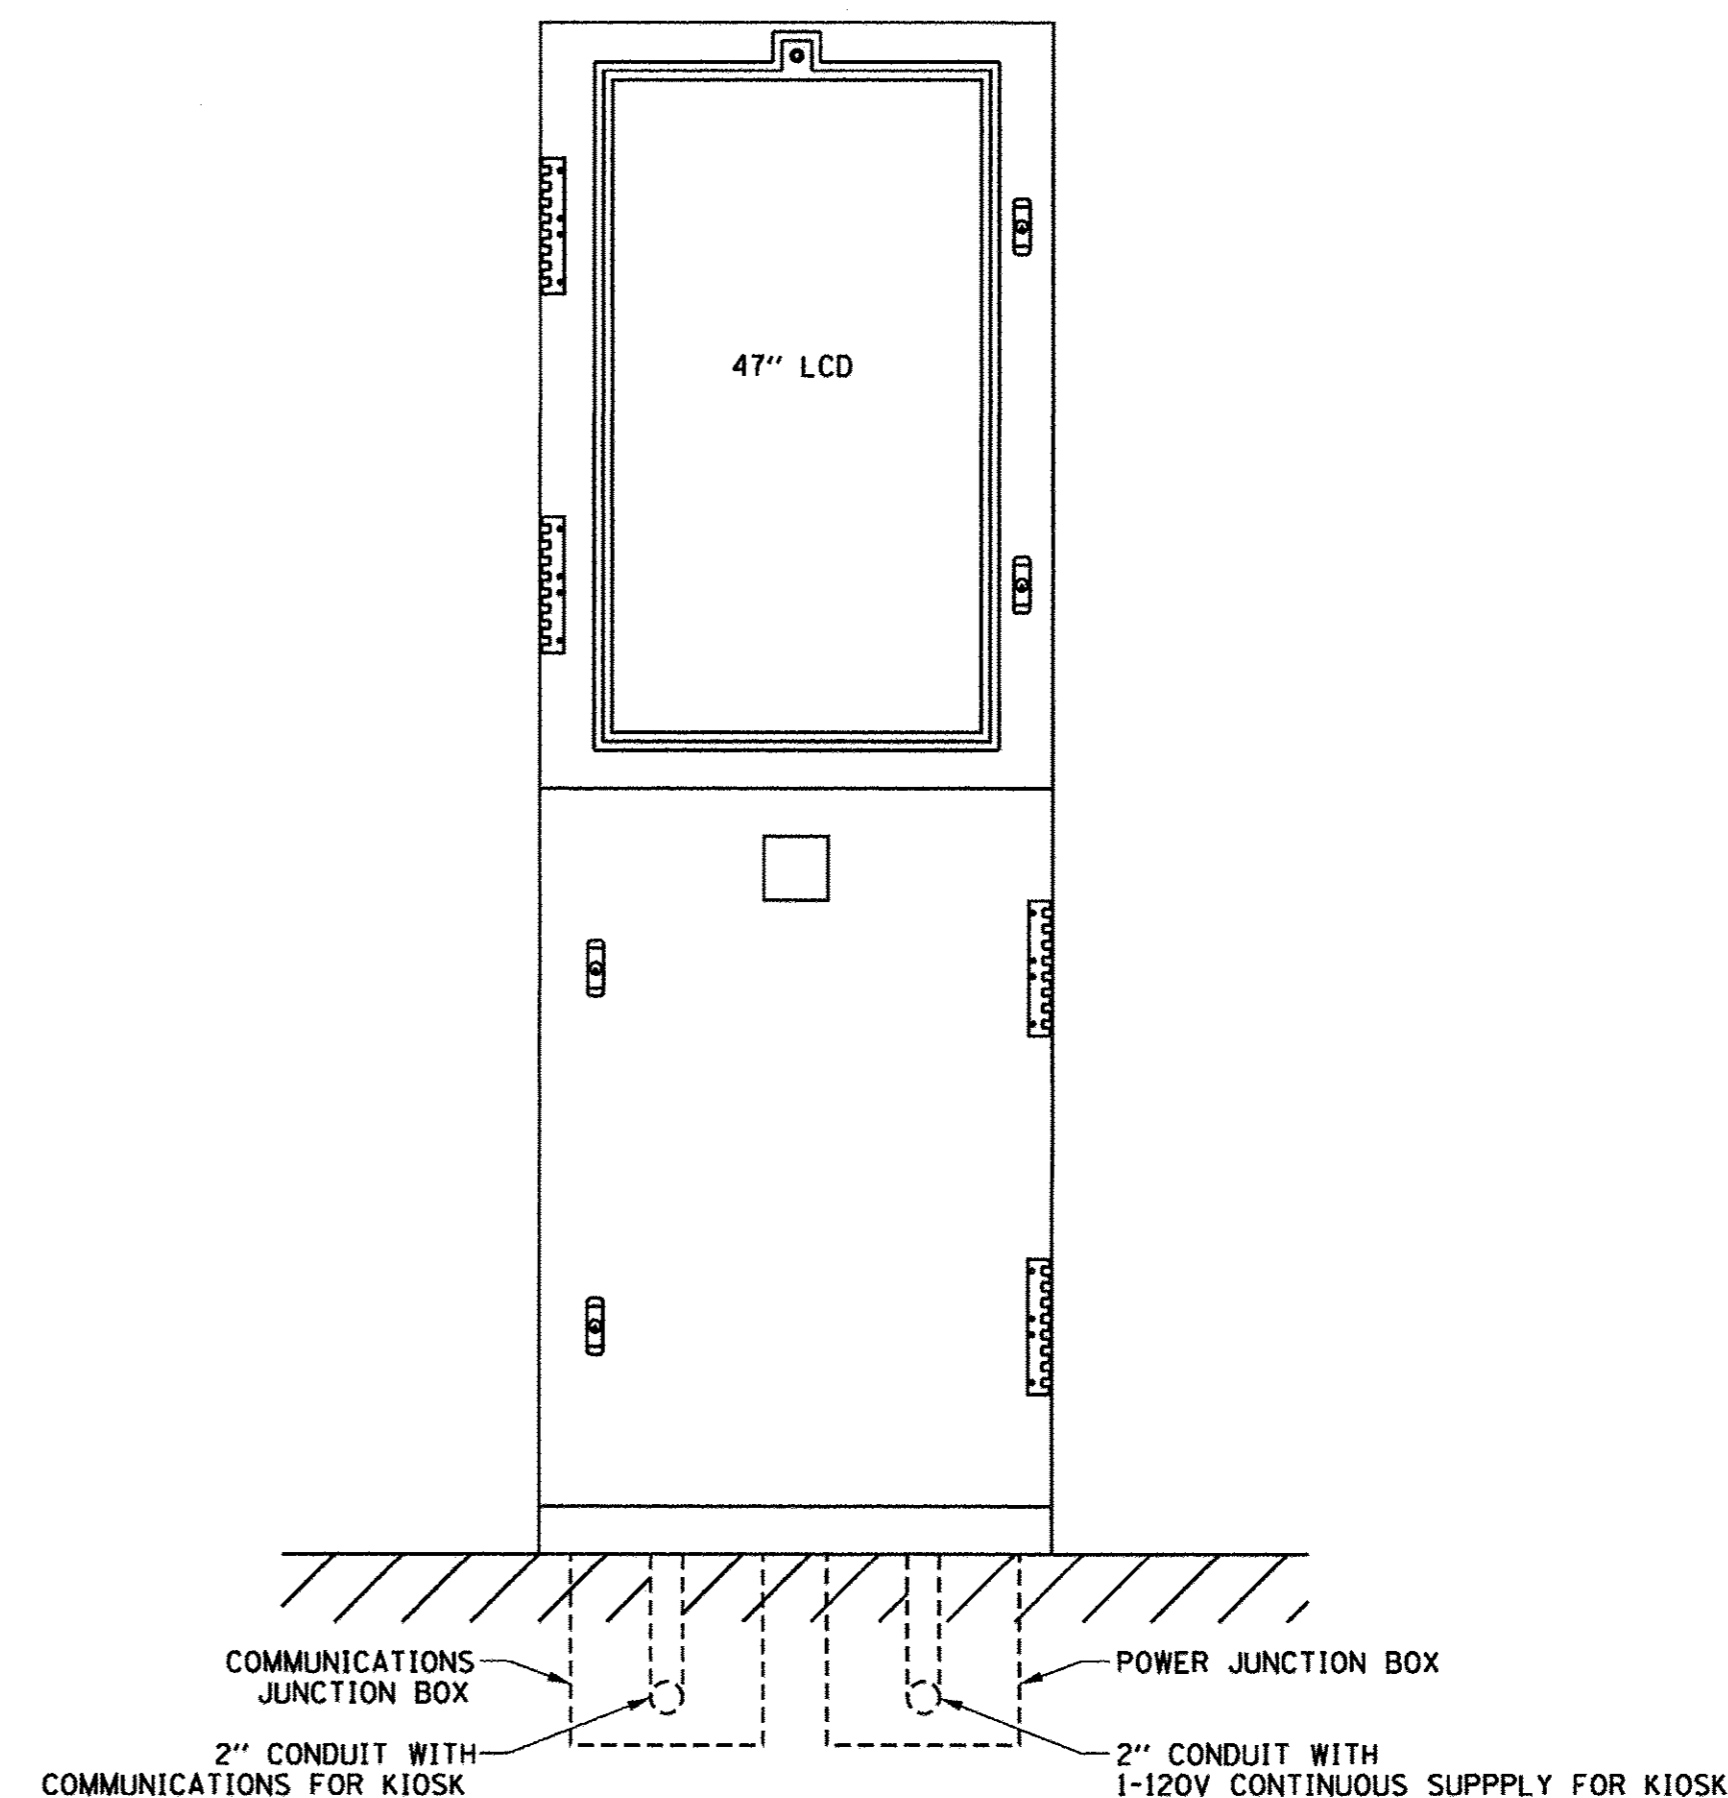 47" LCD
COMMUNICATIONS
JUNCTION BOX
POWER JUNCTION BOX
2" CONDUIT WITH
COMMUNICATIONS FOR KIOSK
2" CONDUIT WITH
1-120V CONTINUOUS SUPPPLY FOR KIOSK